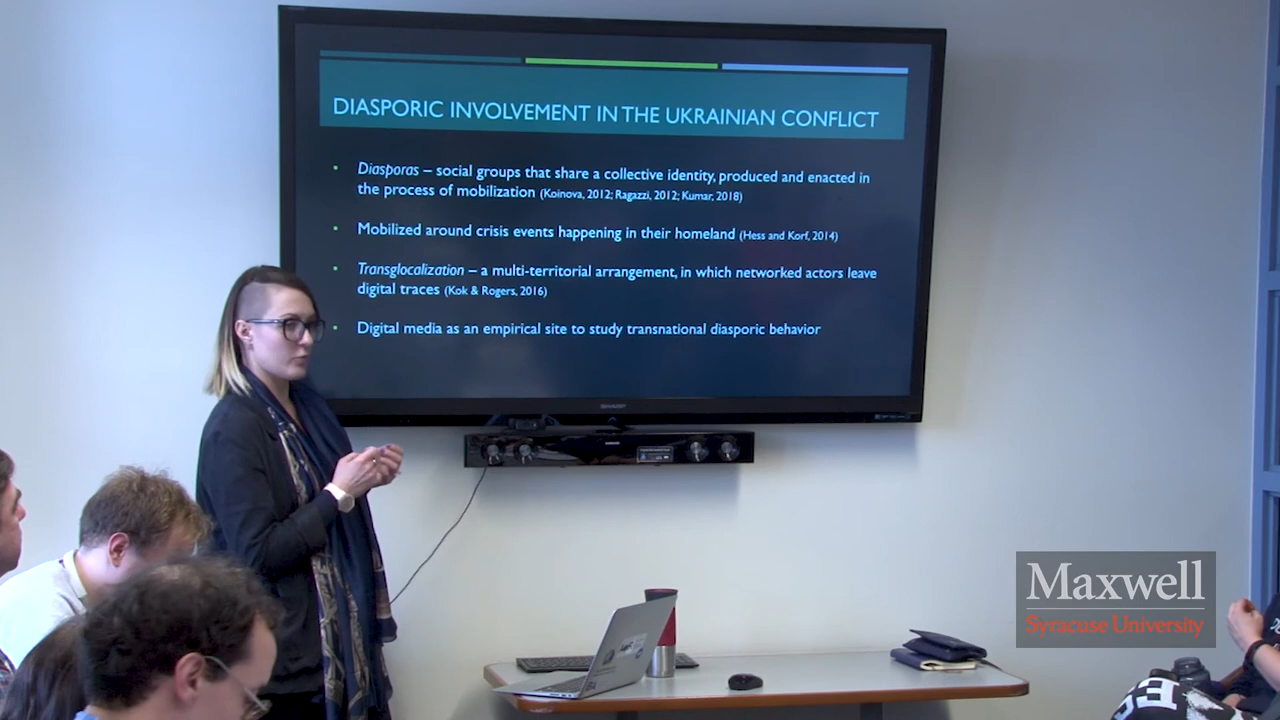 DIASPORIC INVOLVEMENT IN THE UKRAINIAN CONFLICT
• Diasporas – social groups that share a collective identity, produced and enacted in
the process of mobilization (Koinova, 2012; Ragazzi, 2012; Kumar, 2018)
• Mobilized around crisis events happening in their homeland (Hess and Korf, 2014)
• Transglocalization – a multi-territorial arrangement, in which networked actors leave
digital traces (Kok & Rogers, 2016)
• Digital media as an empirical site to study transnational diasporic behavior
SHARP
Maxwell
Syracuse University